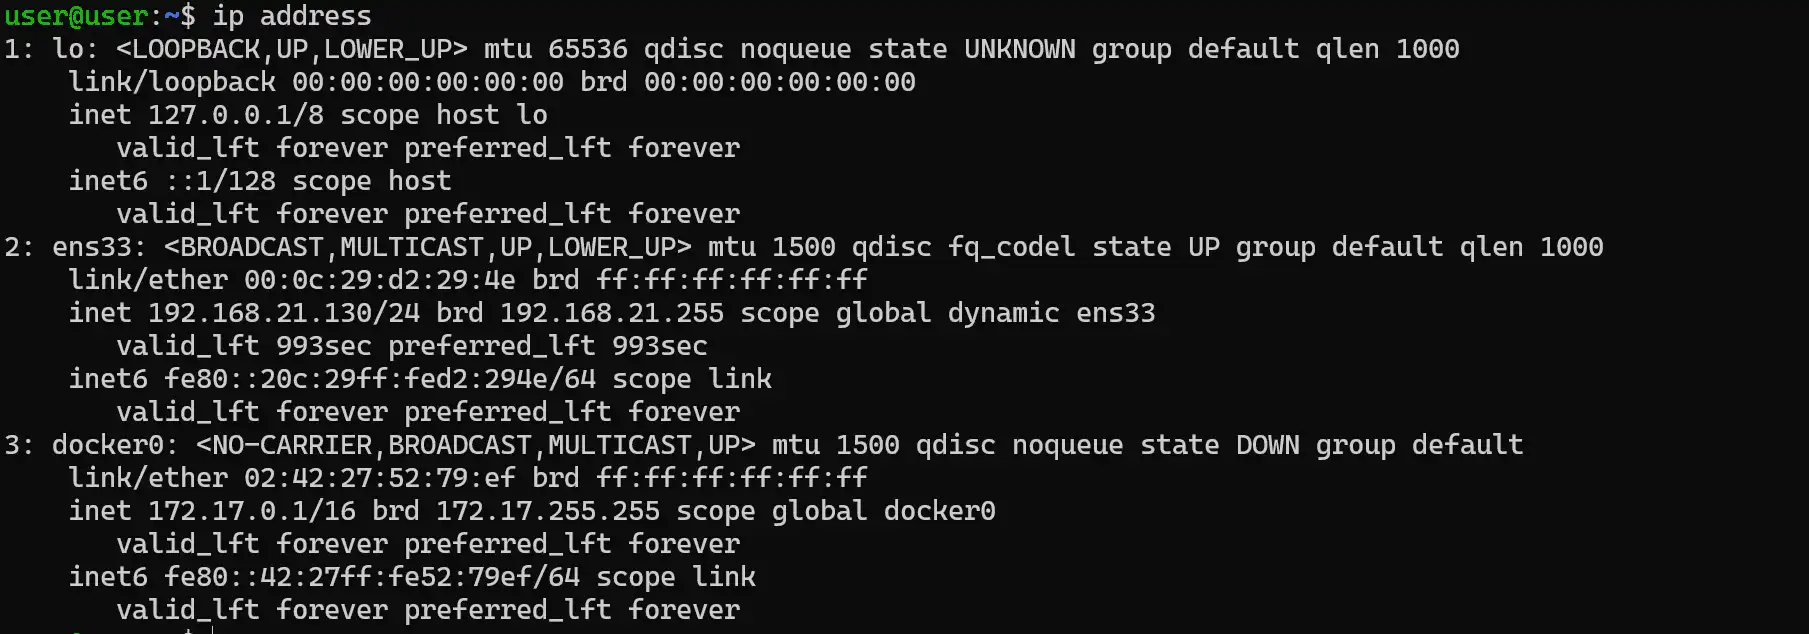 user@user:~$ ip address
1: lo: <LOOPBACK,UP,LOWER_UP> mtu 65536 qdisc noqueue state UNKNOWN group default qlen 1000
    link/loopback 00:00:00:00:00:00 brd 00:00:00:00:00:00
    inet 127.0.0.1/8 scope host lo
       valid_lft forever preferred_lft forever
    inet6 ::1/128 scope host
       valid_lft forever preferred_lft forever
2: ens33: <BROADCAST,MULTICAST,UP,LOWER_UP> mtu 1500 qdisc fq_codel state UP group default qlen 1000
    link/ether 00:0c:29:d2:29:4e brd ff:ff:ff:ff:ff:ff
    inet 192.168.21.130/24 brd 192.168.21.255 scope global dynamic ens33
       valid_lft 993sec preferred_lft 993sec
    inet6 fe80::20c:29ff:fed2:294e/64 scope link
       valid_lft forever preferred_lft forever
3: docker0: <NO-CARRIER,BROADCAST,MULTICAST,UP> mtu 1500 qdisc noqueue state DOWN group default
    link/ether 02:42:27:52:79:ef brd ff:ff:ff:ff:ff:ff
    inet 172.17.0.1/16 brd 172.17.255.255 scope global docker0
       valid_lft forever preferred_lft forever
    inet6 fe80::42:27ff:fe52:79ef/64 scope link
       valid_lft forever preferred_lft forever